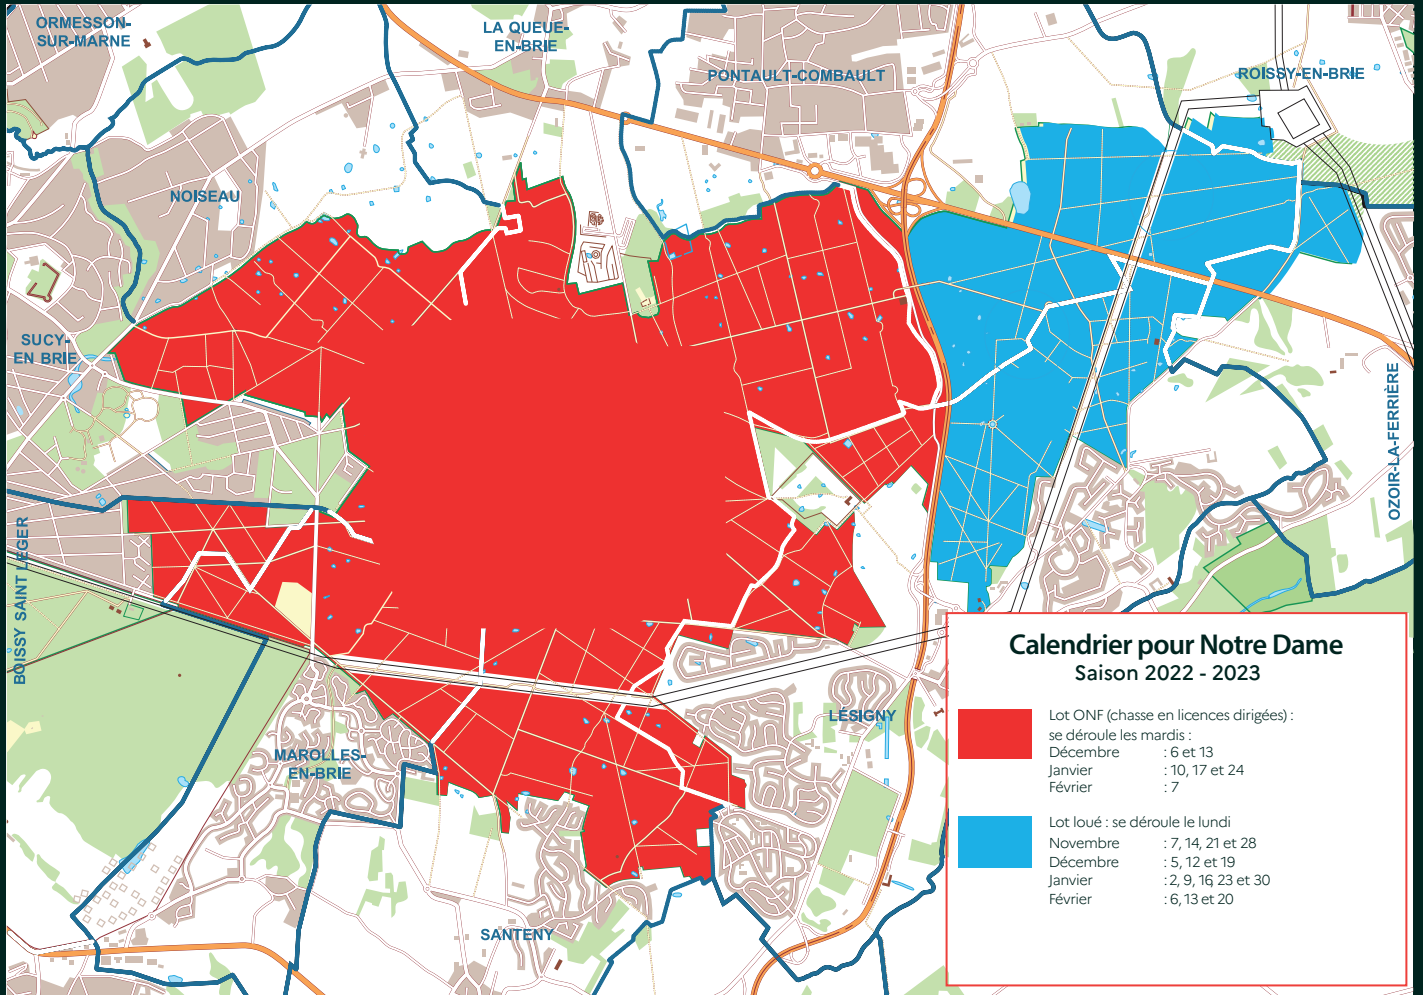 ORMESSON-
SUR-MARNE
LA QUEUE-
EN-BRIE
PONTAULT-COMBAULT
ROISSY-EN-BRIE
NOISEAU
SUCY-
EN BRIE
OZOIR-LA-FERRIÈRE
BOISSY SAINT LEGER
MAROLLES-
EN-BRIE
LÉSIGNY
SANTENY
Calendrier pour Notre Dame
Saison 2022 - 2023
Lot ONF (chasse en licences dirigées) :
se déroule les mardis :
Décembre : 6 et 13
Janvier : 10, 17 et 24
Février : 7
Lot loué : se déroule le lundi
Novembre : 7, 14, 21 et 28
Décembre : 5, 12 et 19
Janvier : 2, 9, 16, 23 et 30
Février : 6, 13 et 20